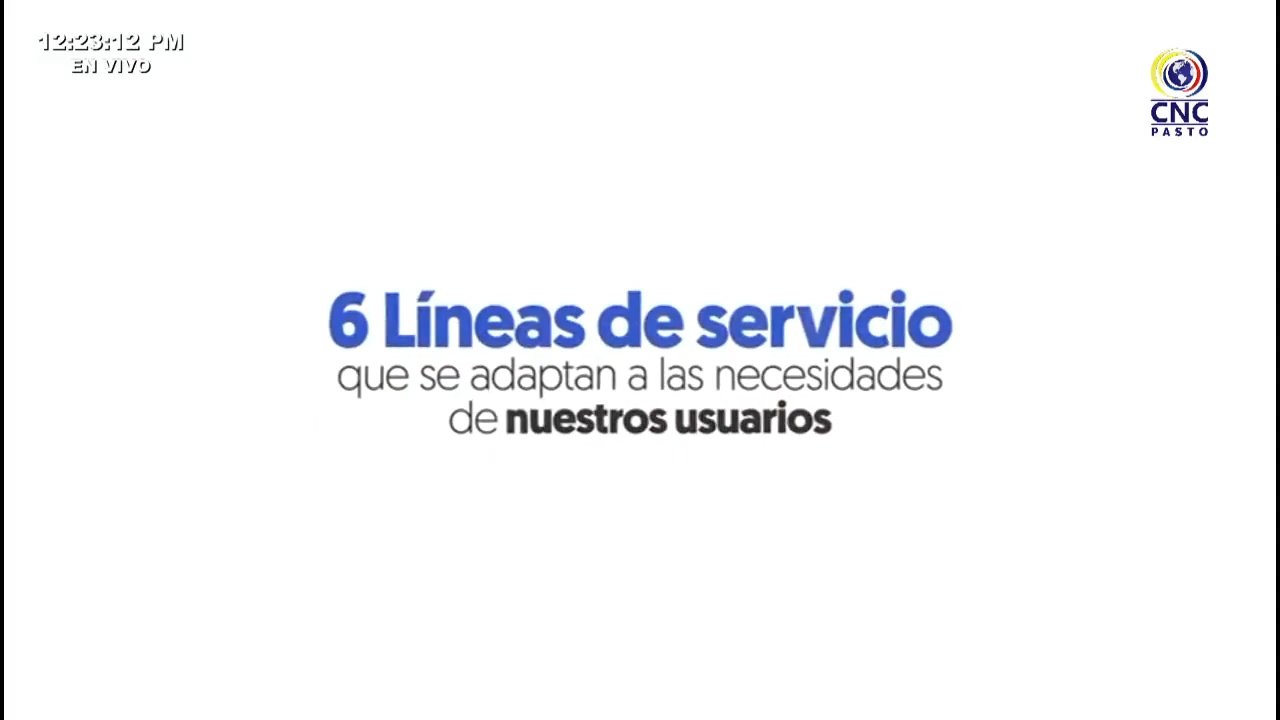 12:23:12 PM
EN VIVO
CNC
PASTO
6 Líneas de servicio
que se adaptan a las necesidades
de nuestros usuarios